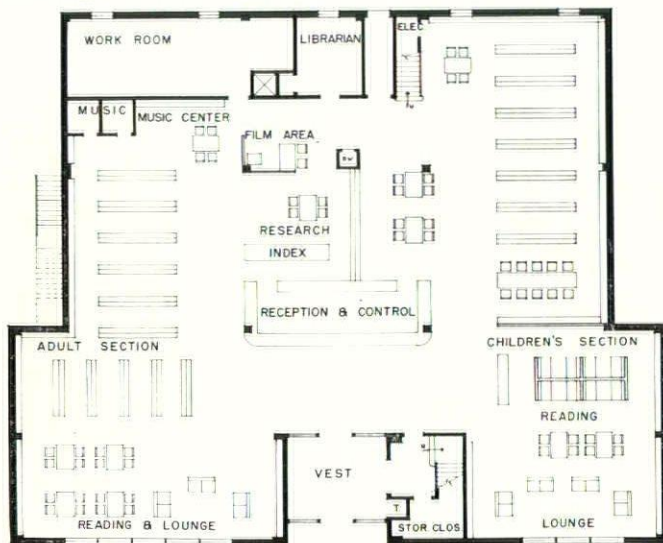 WORK ROOM
LIBRARIAN
ELEC.
MUSIC
MUSIC CENTER
FILM AREA
DW
RESEARCH
INDEX
RECEPTION & CONTROL
ADULT SECTION
CHILDREN'S SECTION
READING
VEST
T.
STOR. CLOS.
READING & LOUNGE
LOUNGE